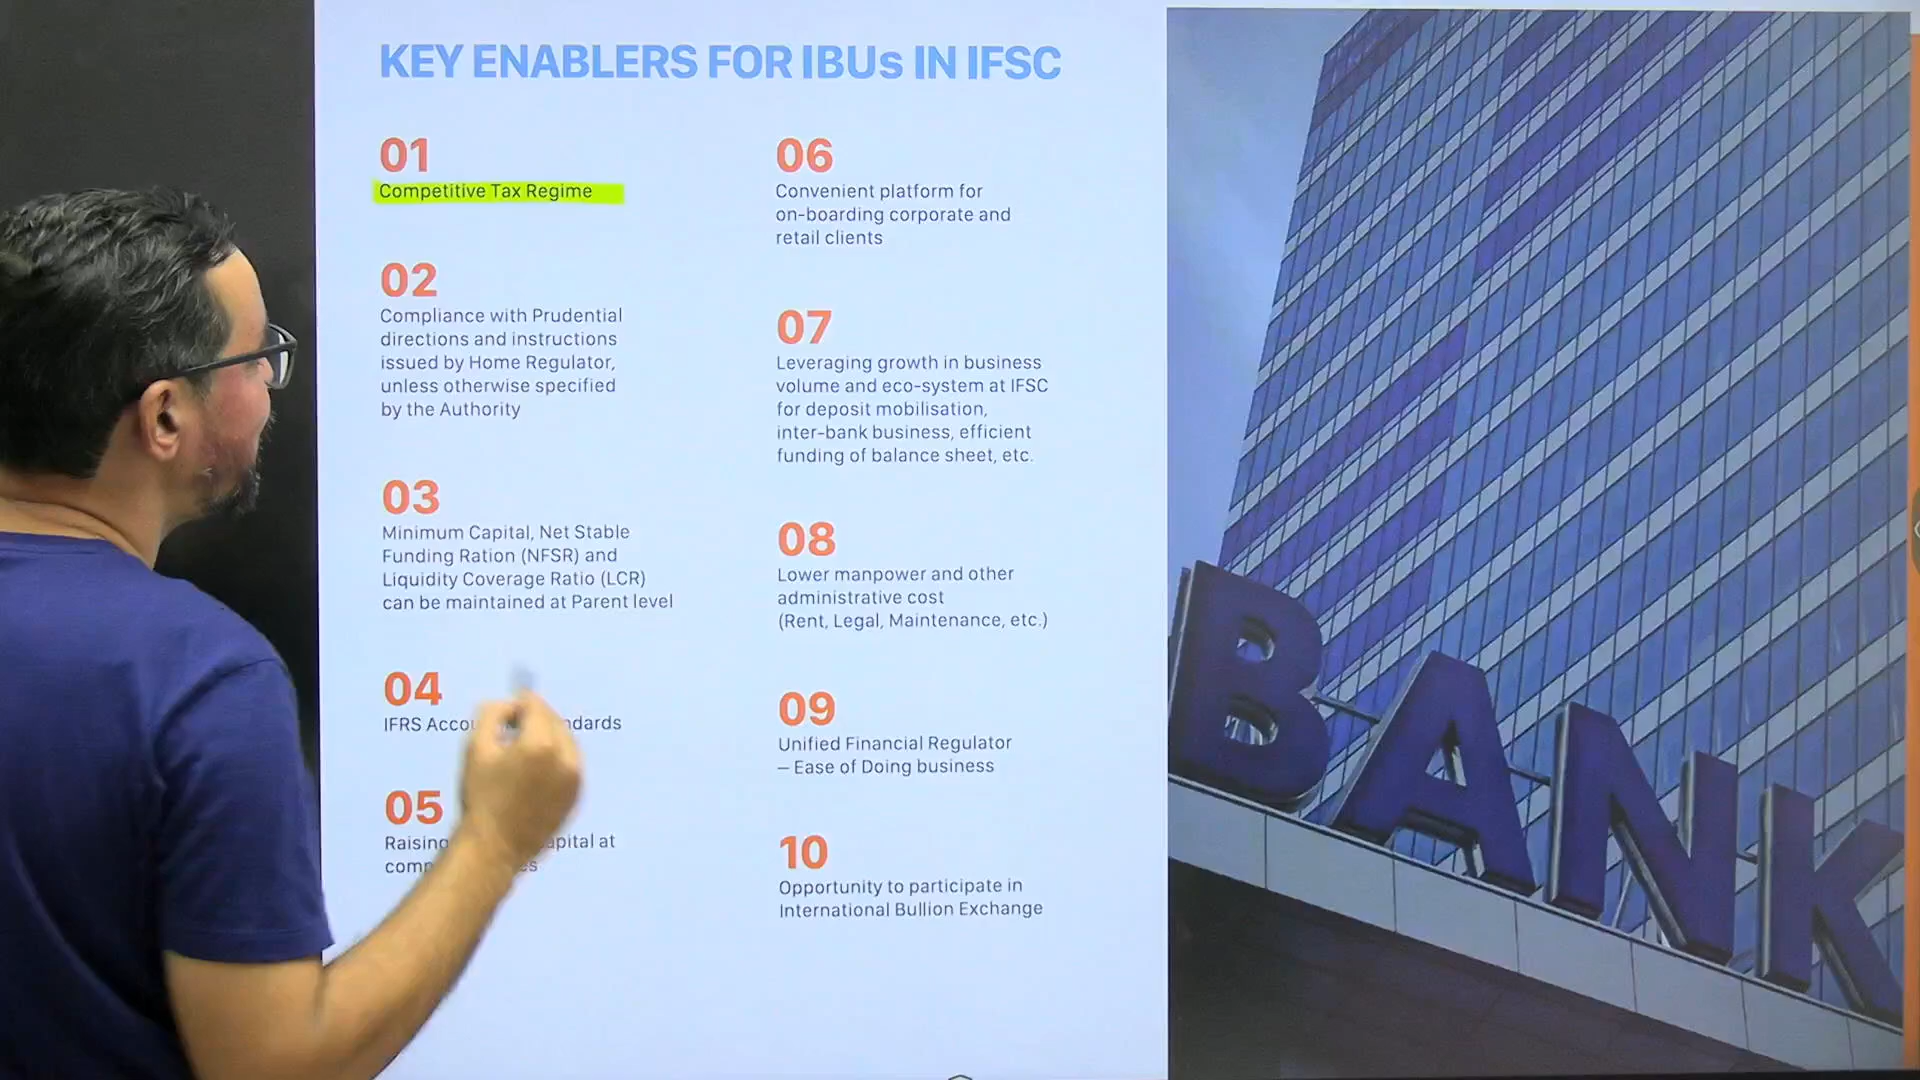 KEY ENABLERS FOR IBUs IN IFSC
01
Competitive Tax Regime
02
Compliance with Prudential
directions and instructions
issued by Home Regulator,
unless otherwise specified
by the Authority
03
Minimum Capital, Net Stable
Funding Ration (NFSR) and
Liquidity Coverage Ratio (LCR)
can be maintained at Parent level
04
IFRS
05
Raising
at
06
Convenient platform for
on-boarding corporate and
retail clients
07
Leveraging growth in business
volume and eco-system at IFSC
for deposit mobilisation,
inter-bank business, efficient
funding of balance sheet, etc.
08
Lower manpower and other
administrative cost
(Rent, Legal, Maintenance, etc.)
09
Unified Financial Regulator
– Ease of Doing business
10
Opportunity to participate in
International Bullion Exchange
BANK